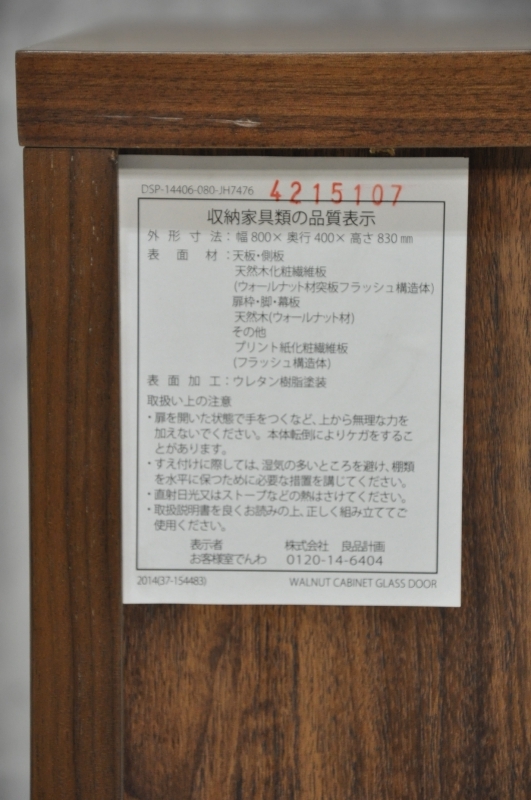 DSP-14406-080-JH7476 4215107
収納家具類の品質表示
外 形 寸 法：幅 800× 奥行 400× 高さ 830 mm
表 面 材：天板・側板
天然木化粧繊維板
(ウォールナット材突板フラッシュ構造体)
扉枠・脚・幕板
天然木(ウォールナット材)
その他
プリント紙化粧繊維板
(フラッシュ構造体)
表 面 加 工：ウレタン樹脂塗装
取扱い上の注意
・扉を開いた状態で手をつくなど、上から無理な力を
加えないでください。本体転倒によりケガをするこ
とがあります。
・すえ付けに際しては、湿気の多いところを避け、棚類
を水平に保つために必要な措置を講じてください。
・直射日光又はストーブなどの熱はさけてください。
・取扱説明書を良くお読みの上、正しく組み立ててご
使用ください。
表示者 株式会社 良品計画
お客様室でんわ 0120-14-6404
2014(37-154483) WALNUT CABINET GLASS DOOR